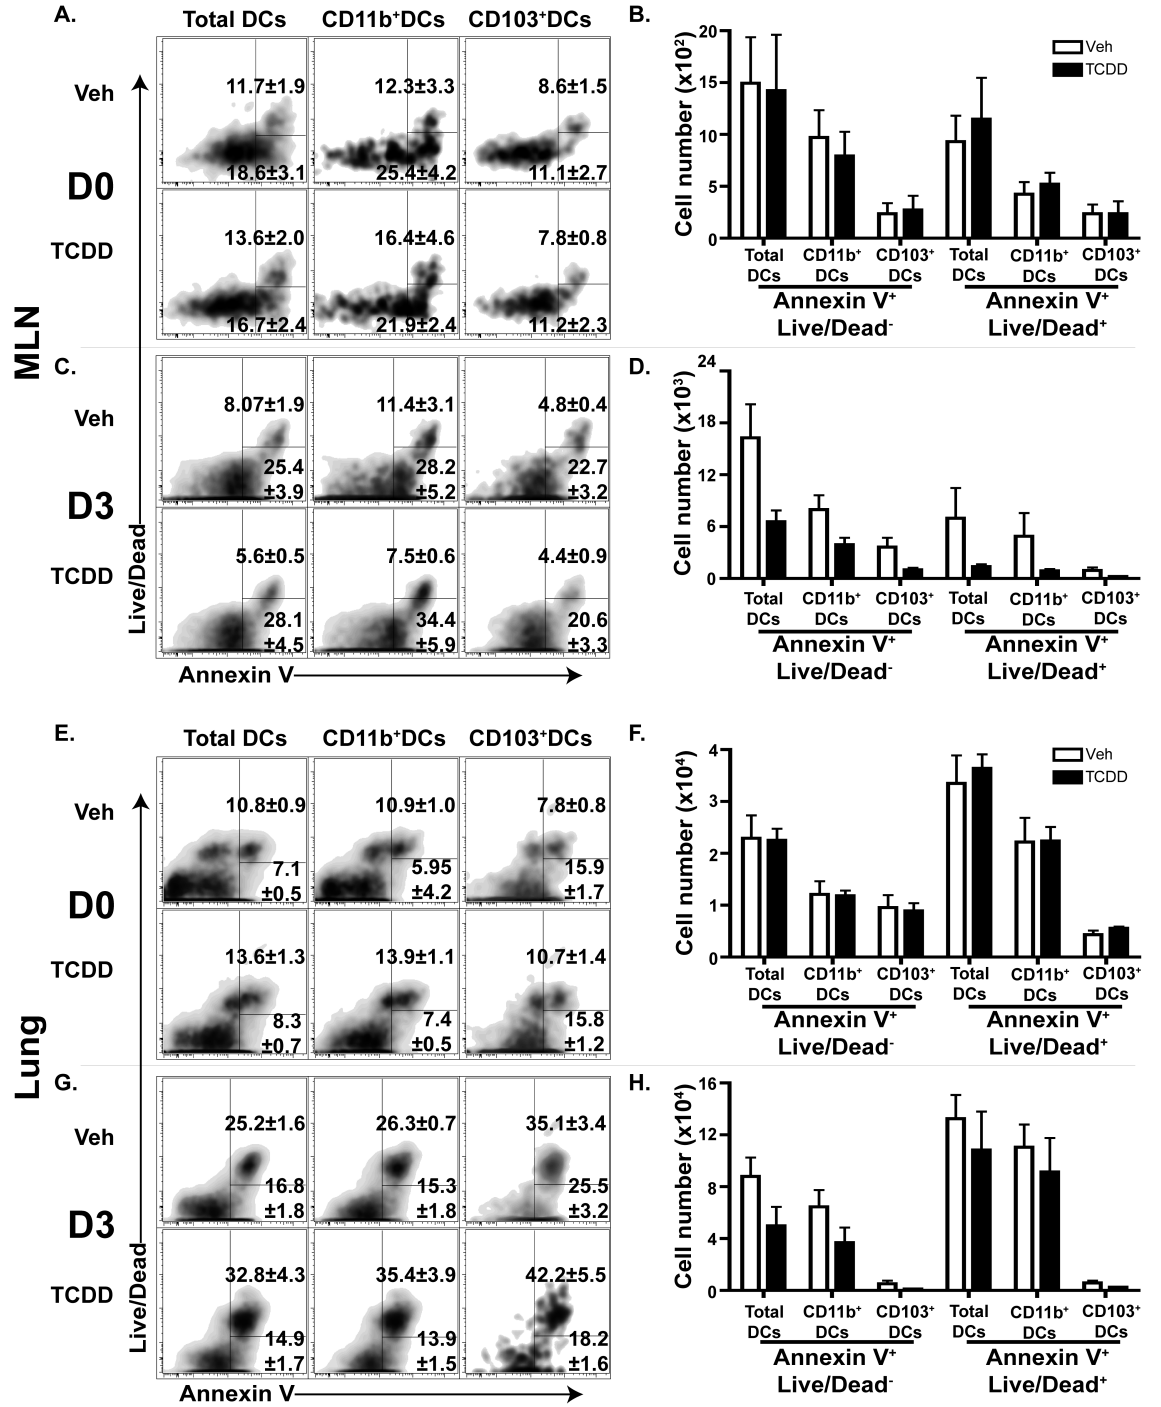 A.
Total DCs CD11b⁺DCs CD103⁺DCs
Veh
11.7±1.9 12.3±3.3 8.6±1.5
18.6±3.1 25.4±4.2 11.1±2.7
D0
TCDD
13.6±2.0 16.4±4.6 7.8±0.8
16.7±2.4 21.9±2.4 11.2±2.3
MLN
B.
Cell number (x10²)
20
15
10
5
0
Veh
TCDD
Total DCs CD11b⁺ DCs CD103⁺ DCs Total DCs CD11b⁺ DCs CD103⁺ DCs
Annexin V⁺ Annexin V⁺
Live/Dead⁻ Live/Dead⁺
C.
Veh
8.07±1.9 11.4±3.1 4.8±0.4
25.4 28.2 22.7
±3.9 ±5.2 ±3.2
D3
TCDD
5.6±0.5 7.5±0.6 4.4±0.9
28.1 34.4 20.6
±4.5 ±5.9 ±3.3
Live/Dead
Annexin V
D.
Cell number (x10³)
24
18
12
6
0
Total DCs CD11b⁺ DCs CD103⁺ DCs Total DCs CD11b⁺ DCs CD103⁺ DCs
Annexin V⁺ Annexin V⁺
Live/Dead⁻ Live/Dead⁺
E.
Total DCs CD11b⁺DCs CD103⁺DCs
Veh
10.8±0.9 10.9±1.0 7.8±0.8
7.1 5.95 15.9
±0.5 ±4.2 ±1.7
D0
TCDD
13.6±1.3 13.9±1.1 10.7±1.4
8.3 7.4 15.8
±0.7 ±0.5 ±1.2
Lung
F.
Cell number (x10⁴)
4
3
2
1
0
Veh
TCDD
Total DCs CD11b⁺ DCs CD103⁺ DCs Total DCs CD11b⁺ DCs CD103⁺ DCs
Annexin V⁺ Annexin V⁺
Live/Dead⁻ Live/Dead⁺
G.
Veh
25.2±1.6 26.3±0.7 35.1±3.4
16.8 15.3 25.5
±1.8 ±1.8 ±3.2
D3
TCDD
32.8±4.3 35.4±3.9 42.2±5.5
14.9 13.9 18.2
±1.7 ±1.5 ±1.6
Live/Dead
Annexin V
H.
Cell number (x10⁴)
16
12
8
4
0
Total DCs CD11b⁺ DCs CD103⁺ DCs Total DCs CD11b⁺ DCs CD103⁺ DCs
Annexin V⁺ Annexin V⁺
Live/Dead⁻ Live/Dead⁺